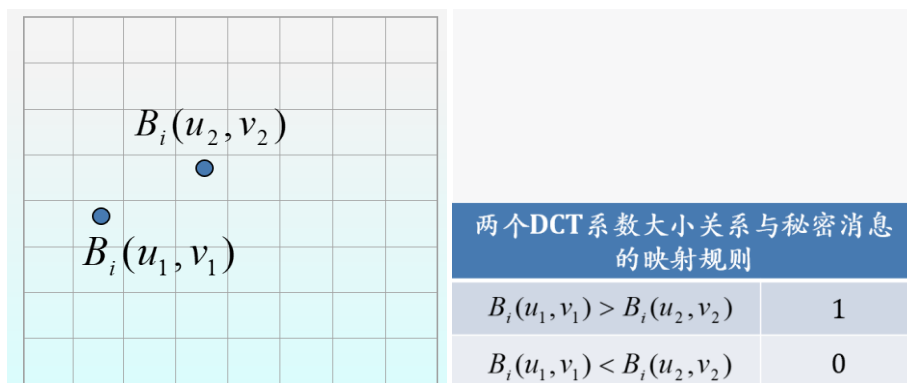 B_i(u_2,v_2)
B_i(u_1,v_1)
两个DCT系数大小关系与秘密消息
的映射规则
B_i(u_1,v_1) > B_i(u_2,v_2) 1
B_i(u_1,v_1) < B_i(u_2,v_2) 0